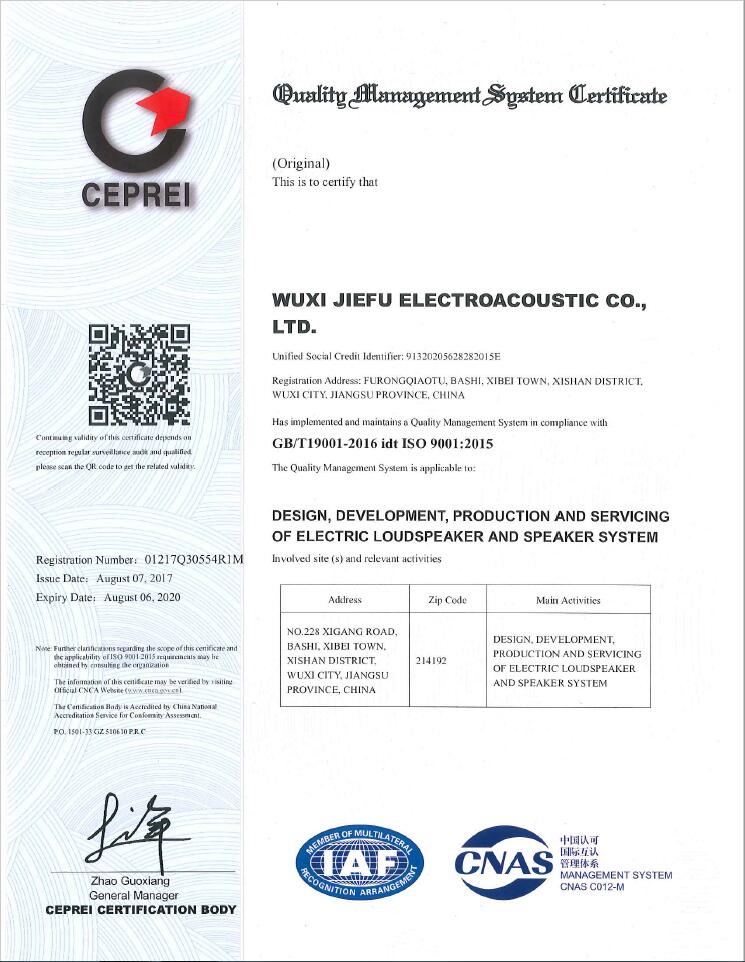 CEPREI
Quality Management System Certificate
(Original)
This is to certify that
WUXI JIEFU ELECTROACOUSTIC CO.,
LTD.
Unified Social Credit Identifier: 91320205628282015E
Registration Address: FURONGQIAOTU, BASHI, XIBEI TOWN, XISHAN DISTRICT,
WUXI CITY, JIANGSU PROVINCE, CHINA
Has implemented and maintains a Quality Management System in compliance with
GB/T19001-2016 idt ISO 9001:2015
The Quality Management System is applicable to:
DESIGN, DEVELOPMENT, PRODUCTION AND SERVICING
OF ELECTRIC LOUDSPEAKER AND SPEAKER SYSTEM
Involved site (s) and relevant activities
Address Zip Code Main Activities
NO.228 XIGANG ROAD,
BASHI, XIBEI TOWN,
XISHAN DISTRICT,
WUXI CITY, JIANGSU
PROVINCE, CHINA
214192
DESIGN, DEVELOPMENT,
PRODUCTION AND SERVICING
OF ELECTRIC LOUDSPEAKER
AND SPEAKER SYSTEM
Continuing validity of this certificate depends on
reception regular surveillance audit and qualified.
please scan the QR code to get the related validity.
Registration Number: 01217Q30554R1M
Issue Date: August 07, 2017
Expiry Date: August 06, 2020
Note: Further clarifications regarding the scope of this certificate and
the applicability of ISO 9001:2015 requirements may be
obtained by consulting the organization
The information of this certificate may be verified by visiting
Official CNCA Website (www.cnca.gov.cn).
The Certification Body is Accredited by China National
Accreditation Service for Conformity Assessment.
P.O. 1501-33 GZ 510610 P.R.C
Zhao Guoxiang
General Manager
CEPREI CERTIFICATION BODY
MEMBER OF MULTILATERAL
IAF
RECOGNITION ARRANGEMENT
CNAS
中国认可
国际互认
管理体系
MANAGEMENT SYSTEM
CNAS C012-M